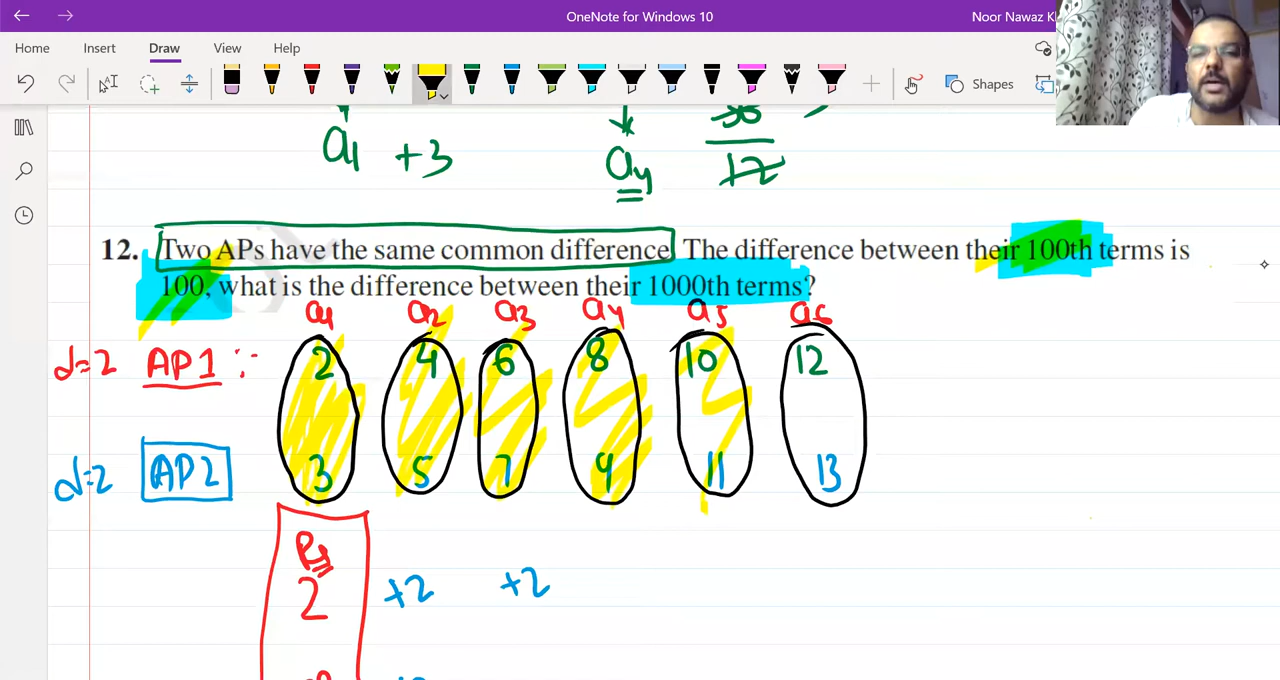 OneNote for Windows 10
Noor Nawaz
Home Insert Draw View Help
Shapes
a1 +3
a4
36
12
12. Two APs have the same common difference. The difference between their 100th terms is
100, what is the difference between their 1000th terms?
a1 a2 a3 a4 a5 a6
d=2 AP1 : 2 4 6 8 10 12
d=2 AP2 3 5 7 9 11 13
2 +2 +2